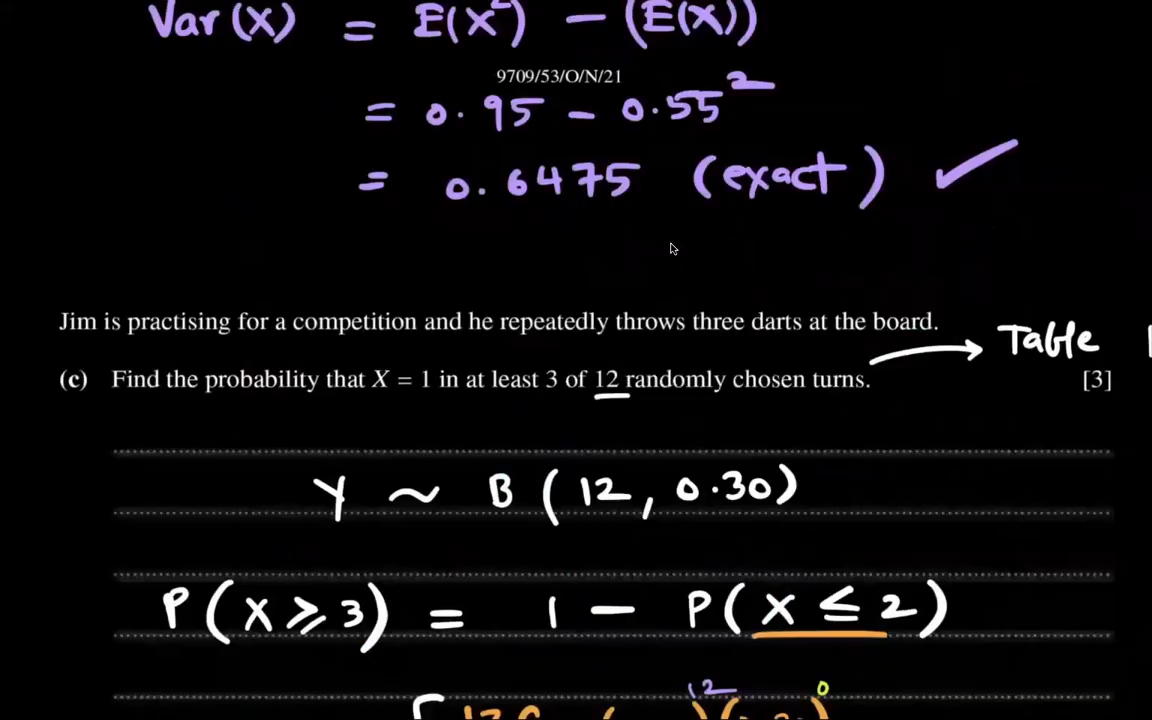 Var (X) = E(X²) − (E(X))
9709/53/O/N/21
= 0.95 − 0.55²
= 0.6475 (exact) ✓
Jim is practising for a competition and he repeatedly throws three darts at the board.
→ Table
(c) Find the probability that X = 1 in at least 3 of 12 randomly chosen turns. [3]
Y ~ B (12, 0.30)
P(X ⩾ 3) = 1 − P(X ≤ 2)
12 0